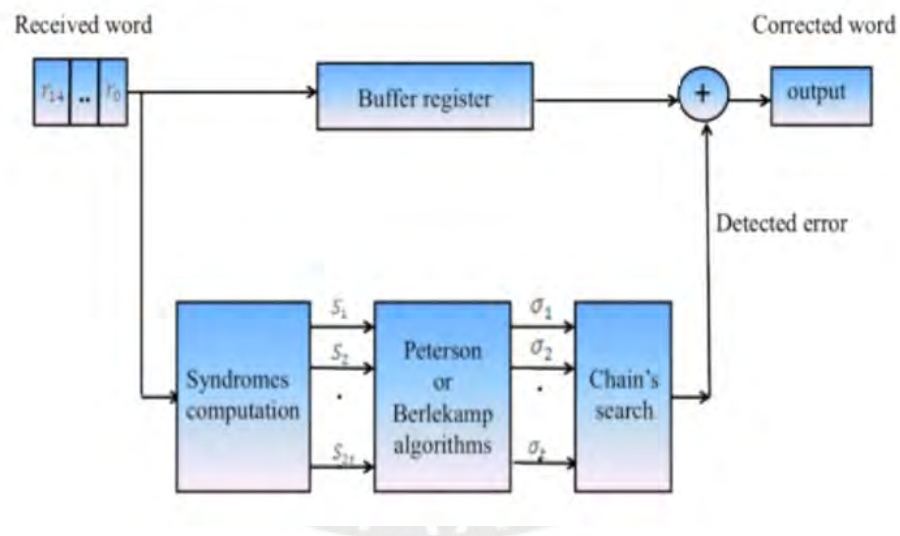 Received word
Corrected word
r₁₄ .. r₀
Buffer register
+
output
Detected error
Syndromes
computation
S₁
S₂
.
S₂ₜ
Peterson
or
Berlekamp
algorithms
σ₁
σ₂
.
σₜ
Chain's
search